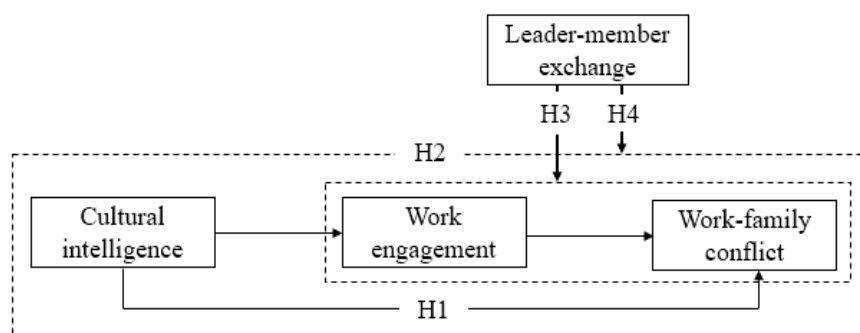 Leader-member
exchange
H3 H4
H2
Cultural
intelligence
Work
engagement
Work-family
conflict
H1